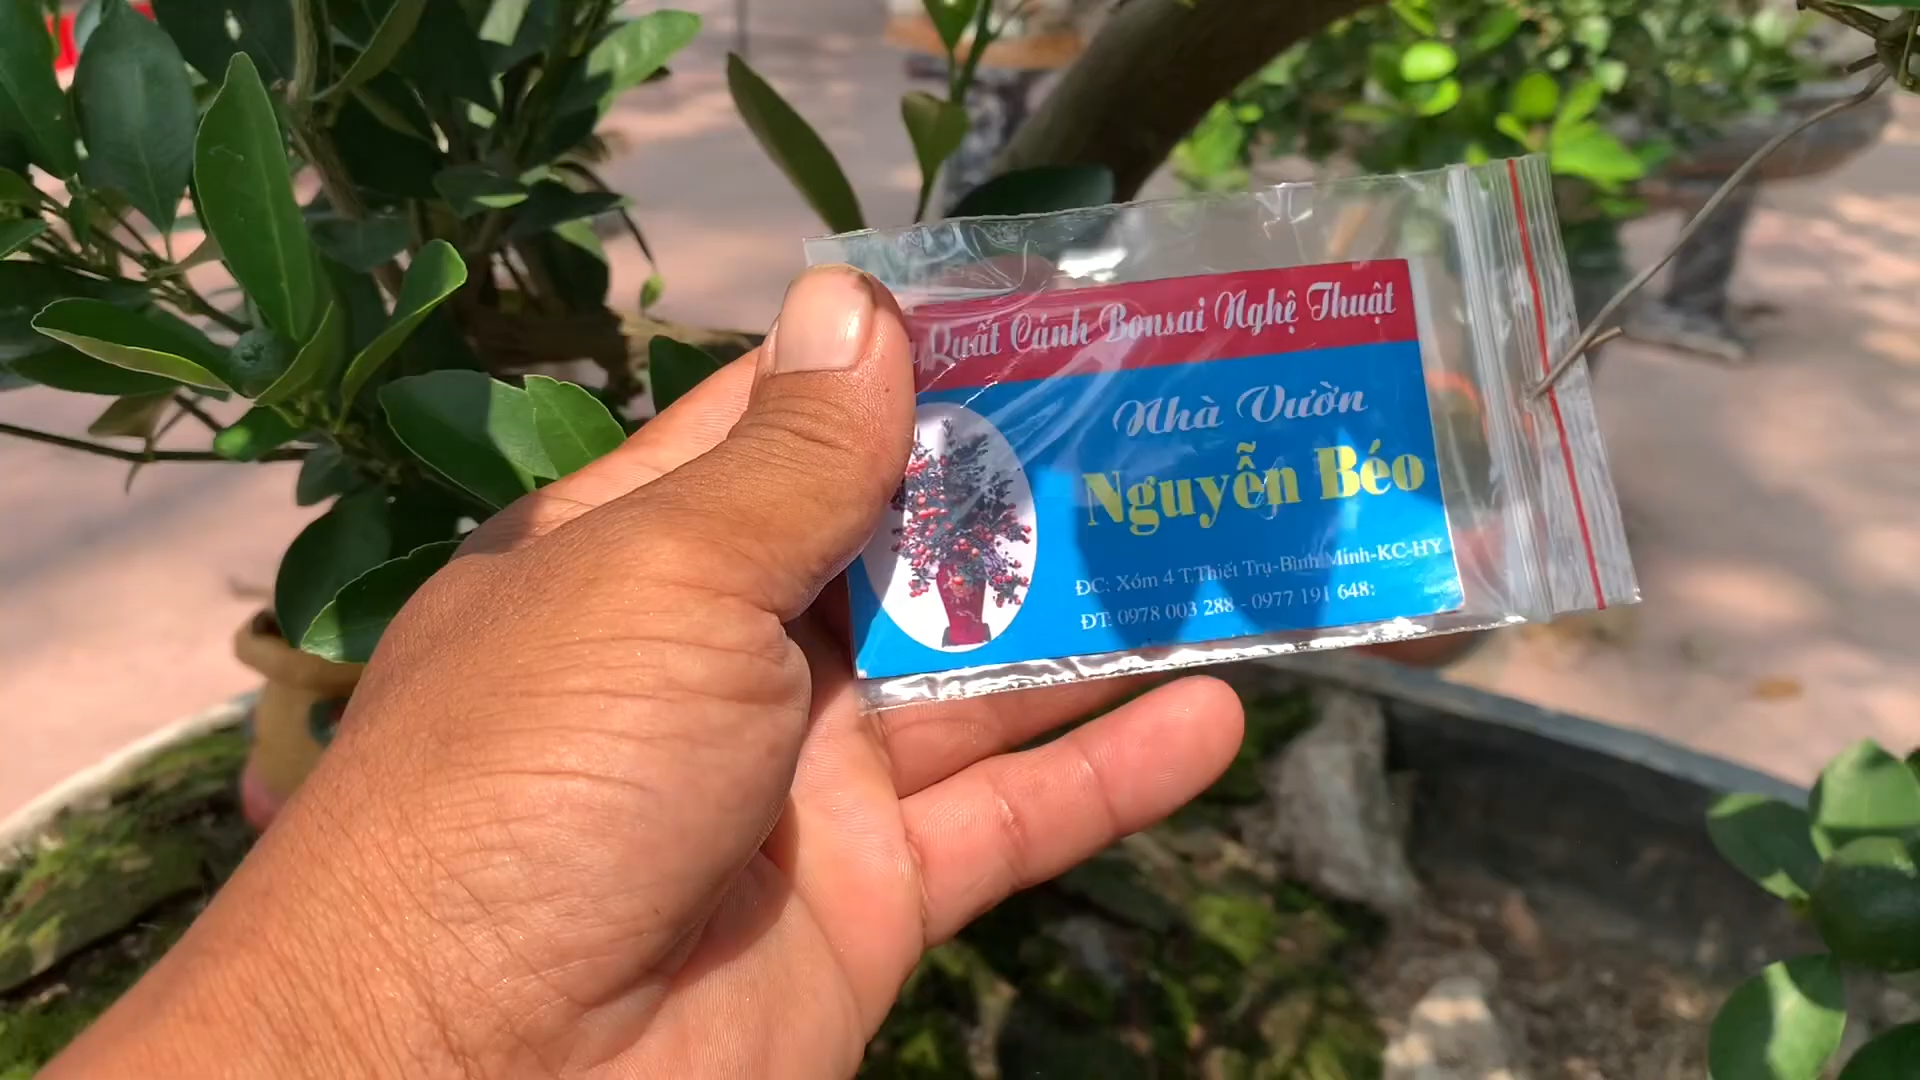 Quất Cảnh Bonsai Nghệ Thuật
Nhà Vườn
Nguyễn Béo
ĐC: Xóm 4 T.Thiết Trụ-Bình Minh-KC-HY
ĐT: 0978 003 288 - 0977 191 648: